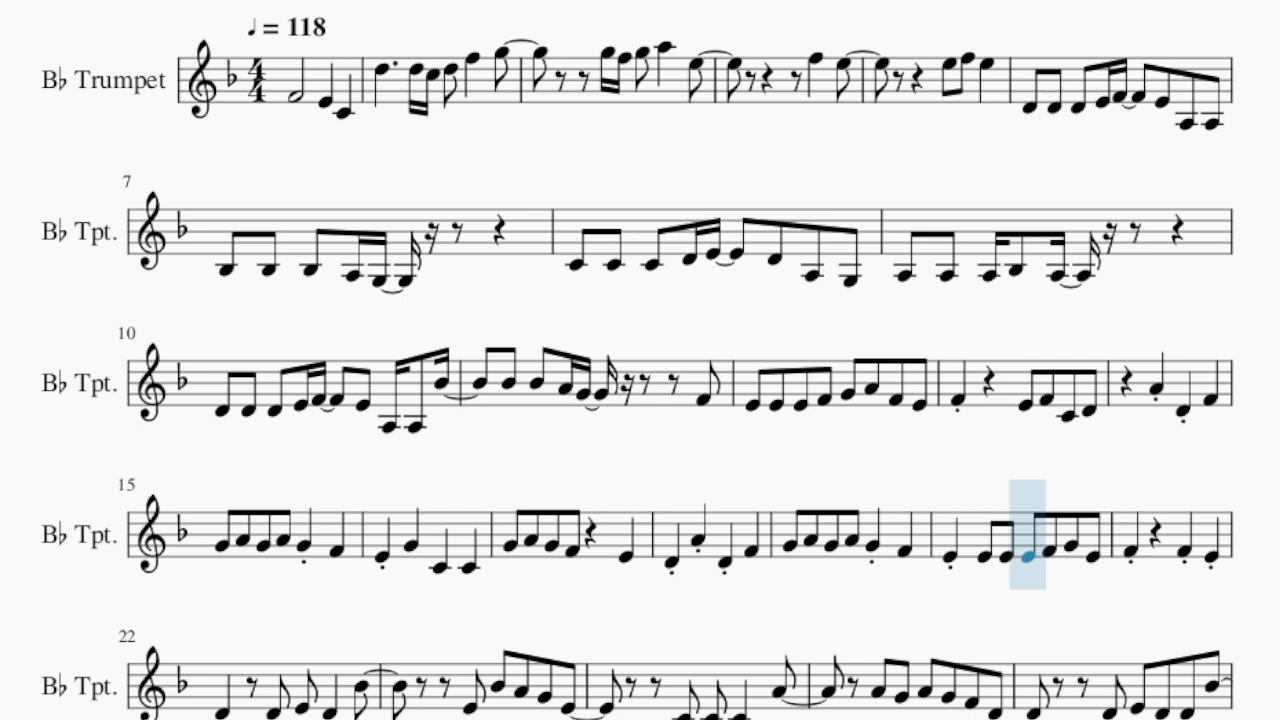 ♩ = 118
B♭ Trumpet
4
4
7
B♭ Tpt.
10
B♭ Tpt.
15
B♭ Tpt.
22
B♭ Tpt.